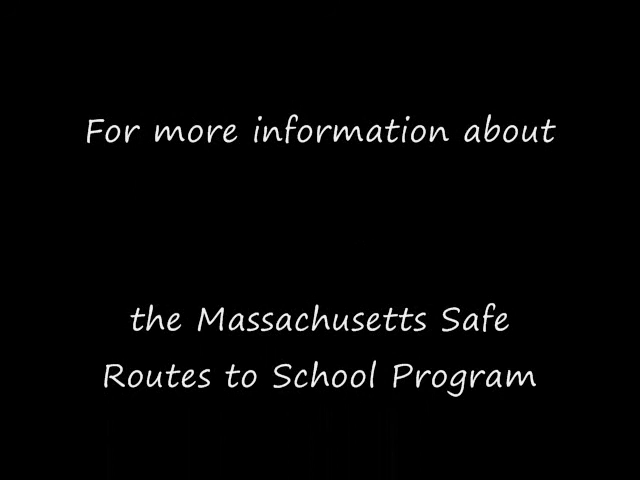 For more information about
the Massachusetts Safe
Routes to School Program